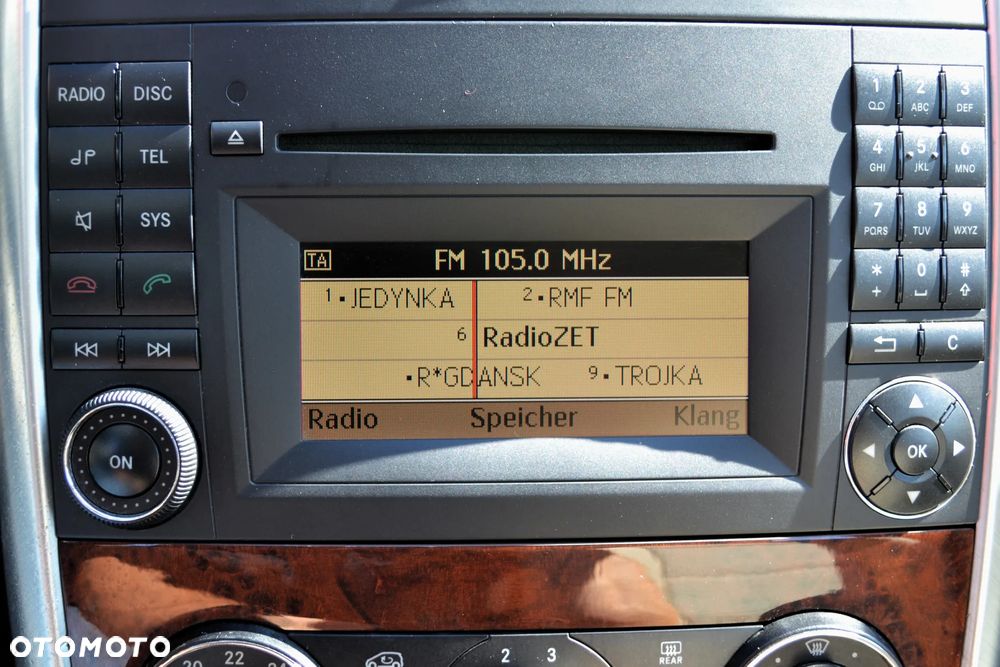 RADIO DISC
TEL
SYS
ON
TA FM 105.0 MHz
1 • JEDYNKA 2 • RMF FM
6 RadioZET
• R*GDANSK 9 • TROJKA
Radio Speicher Klang
1 2 ABC 3 DEF
4 GHI 5 JKL 6 MNO
7 PQRS 8 TUV 9 WXYZ
* + 0 #
C
OK
20 22
2 3
REAR
OTOMOTO